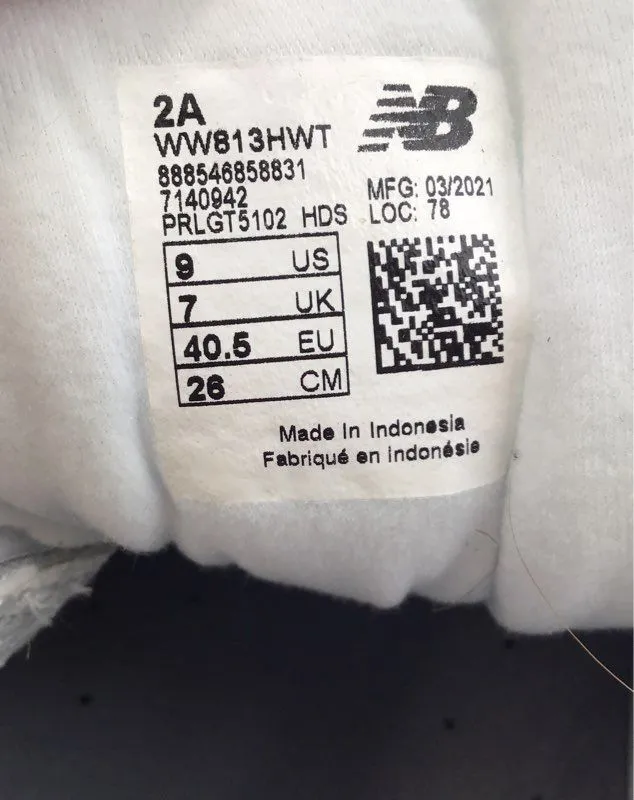 2A
WW813HWT
888546858831
7140942
PRLGT5102 HDS
NB
MFG: 03/2021
LOC: 78
9 US
7 UK
40.5 EU
26 CM
Made in Indonesia
Fabriqué en Indonésie